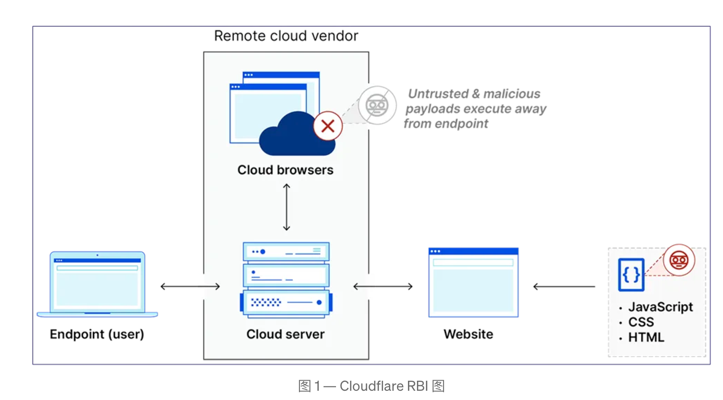 Remote cloud vendor
Untrusted & malicious
payloads execute away
from endpoint
Cloud browsers
Endpoint (user)
Cloud server
Website
{ }
· JavaScript
· CSS
· HTML
图 1 — Cloudflare RBI 图